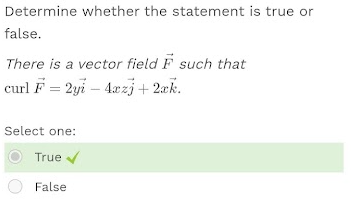 Determine whether the statement is true or
false.
There is a vector field F⃗ such that
curl F⃗ = 2yi⃗ − 4xzj⃗ + 2xk⃗.
Select one:
True ✓
False